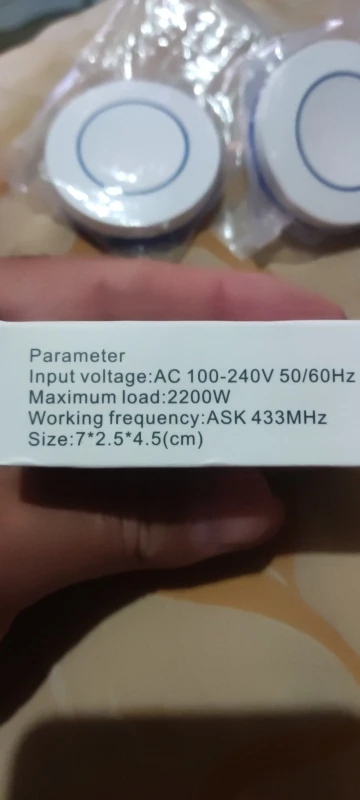 Parameter
Input voltage:AC 100-240V 50/60Hz
Maximum load:2200W
Working frequency:ASK 433MHz
Size:7*2.5*4.5(cm)